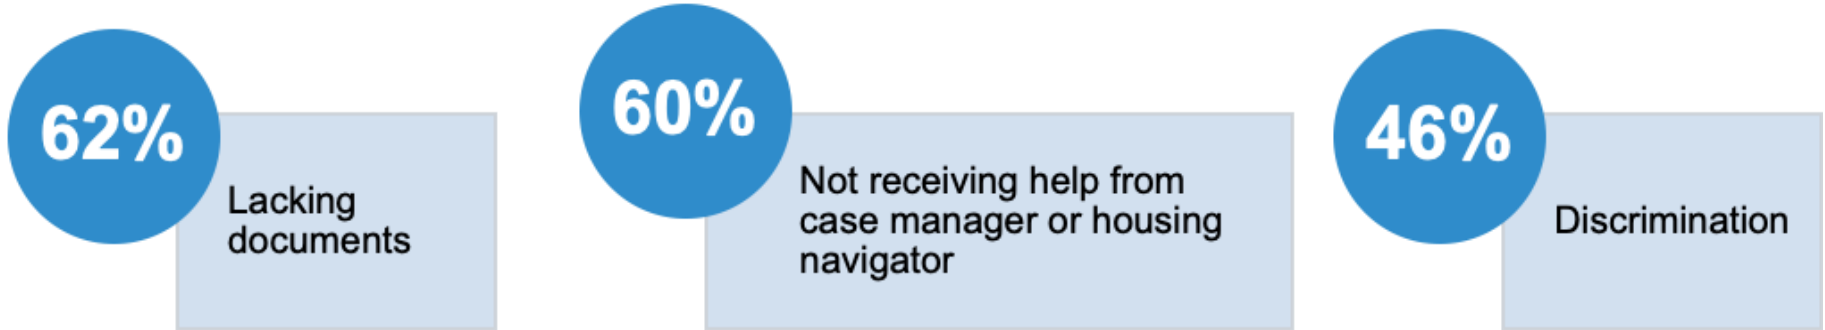 62%
Lacking
documents
60%
Not receiving help from
case manager or housing
navigator
46%
Discrimination